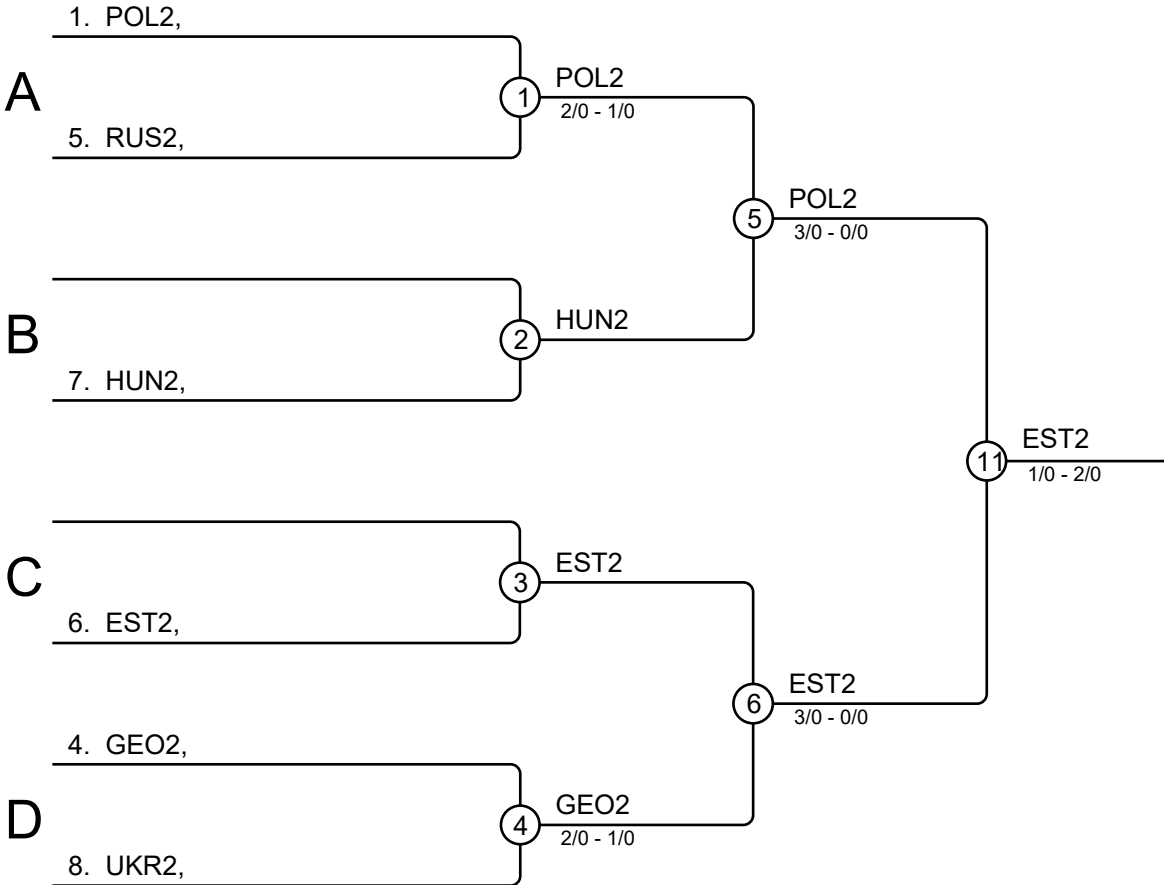 1. POL2,
A
1
POL2
2/0 - 1/0
5. RUS2,
5
POL2
3/0 - 0/0
B
2
HUN2
7. HUN2,
11
EST2
1/0 - 2/0
C
3
EST2
6. EST2,
6
EST2
3/0 - 0/0
4. GEO2,
D
4
GEO2
2/0 - 1/0
8. UKR2,